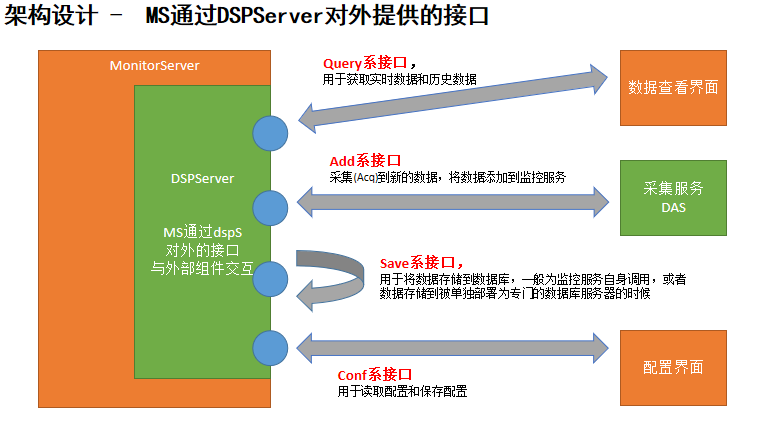 架构设计 - MS通过DSPServer对外提供的接口
MonitorServer
DSPServer
MS通过dspS
对外的接口
与外部组件交互
Query系接口，
用于获取实时数据和历史数据
数据查看界面
Add系接口
采集(Acq)到新的数据，将数据添加到监控服务
采集服务
DAS
Save系接口，
用于将数据存储到数据库，一般为监控服务自身调用，或者
数据存储到被单独部署为专门的数据库服务器的时候
Conf系接口
用于读取配置和保存配置
配置界面